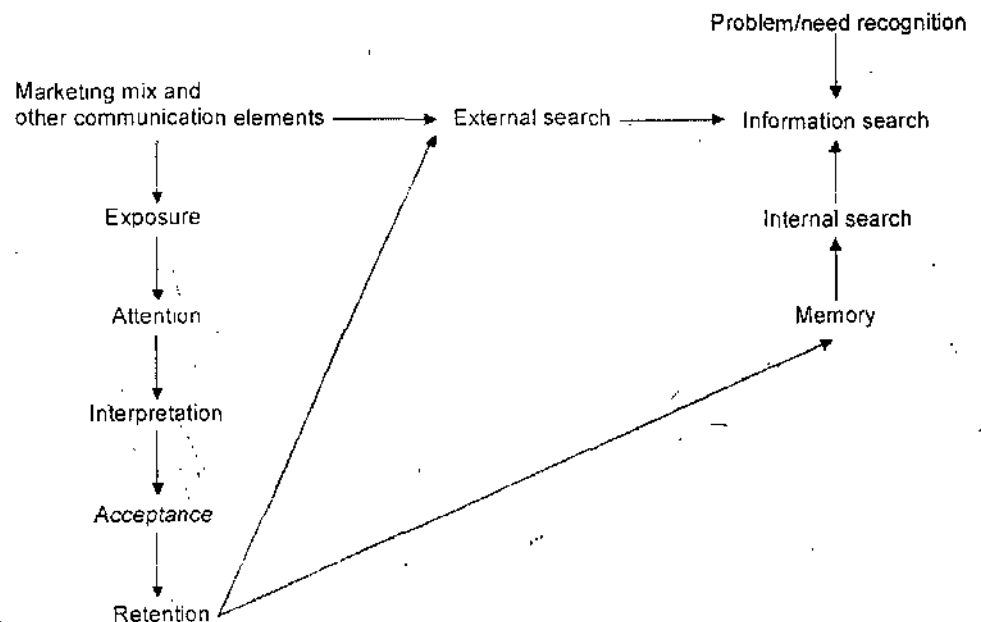 Problem/need recognition
Marketing mix and
other communication elements
External search
Information search
Exposure
Internal search
Attention
Memory
Interpretation
Acceptance
Retention